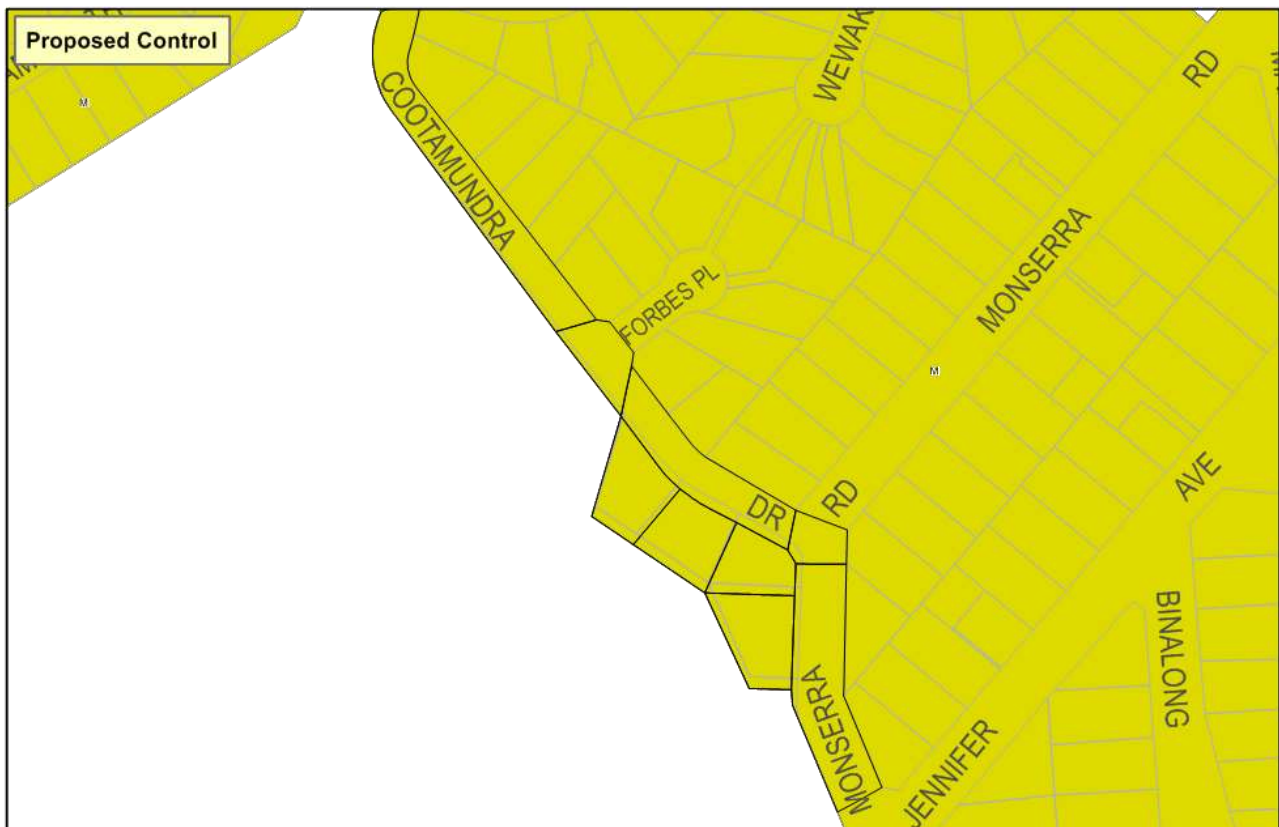 Proposed Control
M
COOTAMUNDRA
WEWAK
RD
MONSERRA
FORBES PL
M
DR
RD
AVE
BINALONG
MONSERRA
JENNIFER